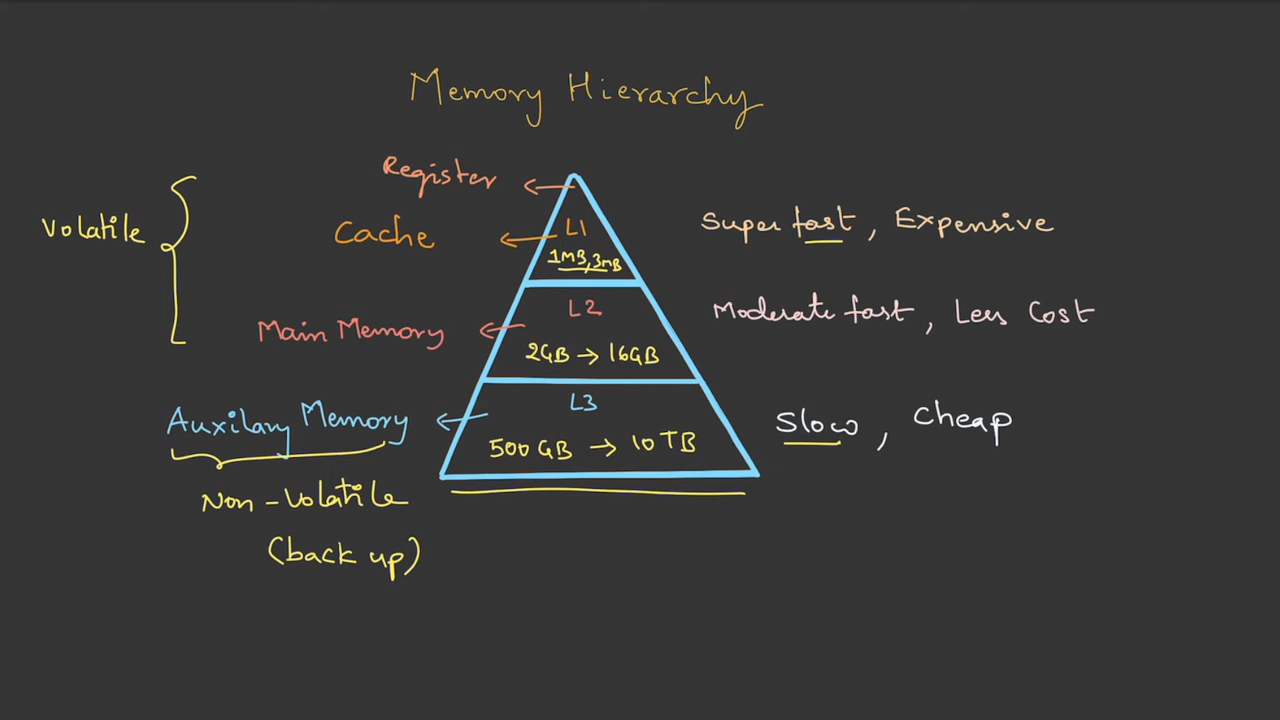 Memory Hierarchy
Register
Volatile
Cache
L1
1MB, 3MB
Super fast, Expensive
Main Memory
L2
2GB → 16GB
Moderate fast, Less Cost
Auxilary Memory
L3
500 GB → 10 TB
Slow, Cheap
Non-Volatile
(back up)